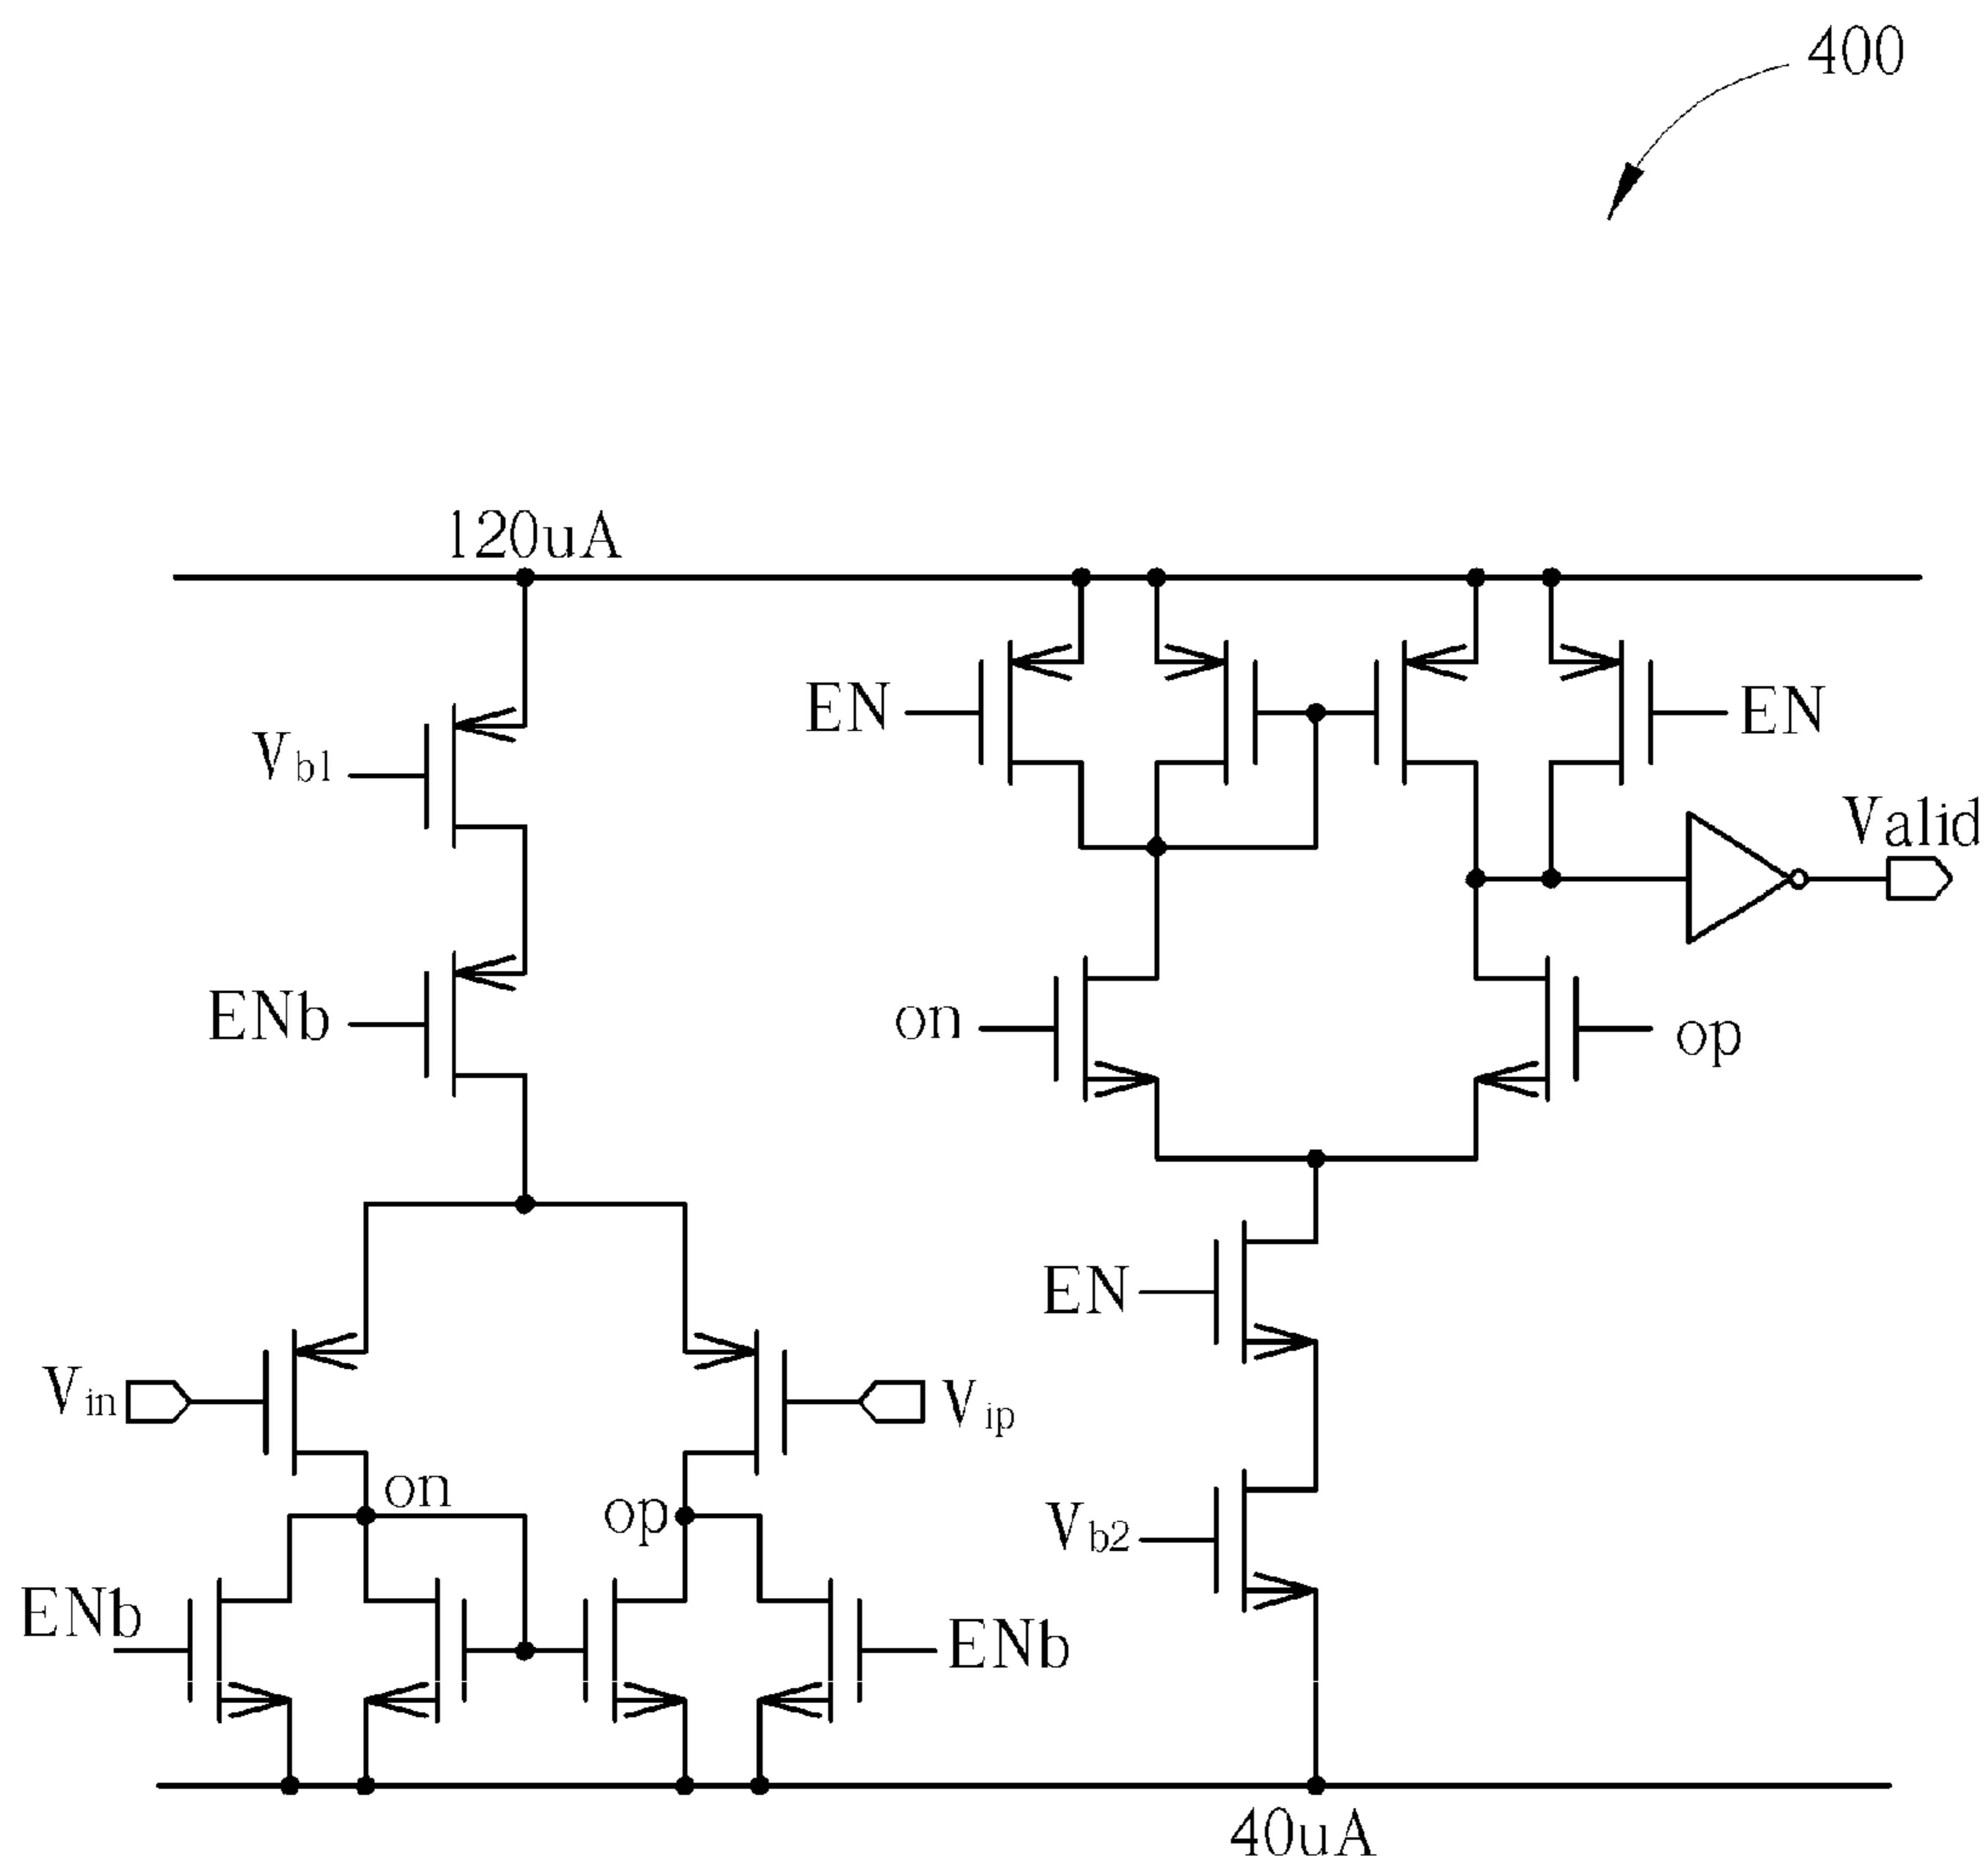 400
120uA
EN
EN
Vb1
Valid
ENb
on
op
EN
Vin
Vip
on
op
Vb2
ENb
ENb
40uA